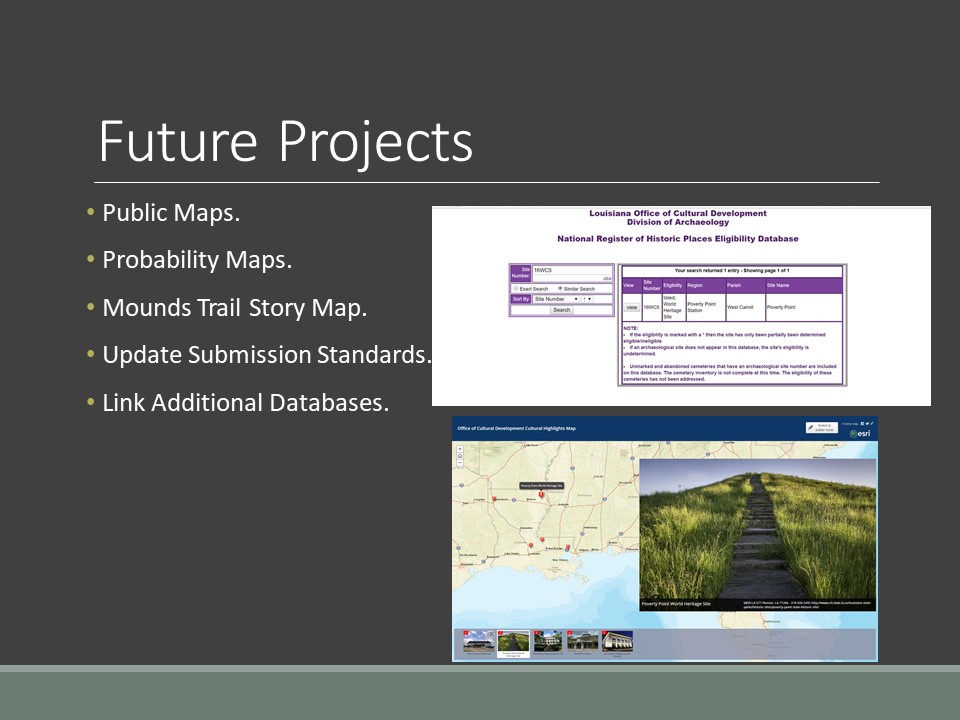 Future Projects
• Public Maps.
• Probability Maps.
• Mounds Trail Story Map.
• Update Submission Standards.
• Link Additional Databases.
Louisiana Office of Cultural Development
Division of Archaeology
National Register of Historic Places Eligibility Database
Site Number: 16WC5
clear
Exact Search Similar Search
Sort By: Site Number
Search
Your search returned 1 entry - Showing page 1 of 1
View Site Number Eligibility Region Parish Site Name
view 16WC5 listed; World Heritage Site Poverty Point Station West Carroll Poverty Point
NOTE:
• If the eligibility is marked with a * then the site has only been partially been determined
eligible/ineligible
• If an archaeological site does not appear in this database, the site's eligibility is
undetermined.
• Unmarked and abandoned cemeteries that have an archaeological site number are included
on this database. The cemetery inventory is not complete at this time. The eligibility of these
cemeteries has not been addressed.
Office of Cultural Development Cultural Highlights Map
esri
Poverty Point World Heritage Site
Poverty Point World Heritage Site